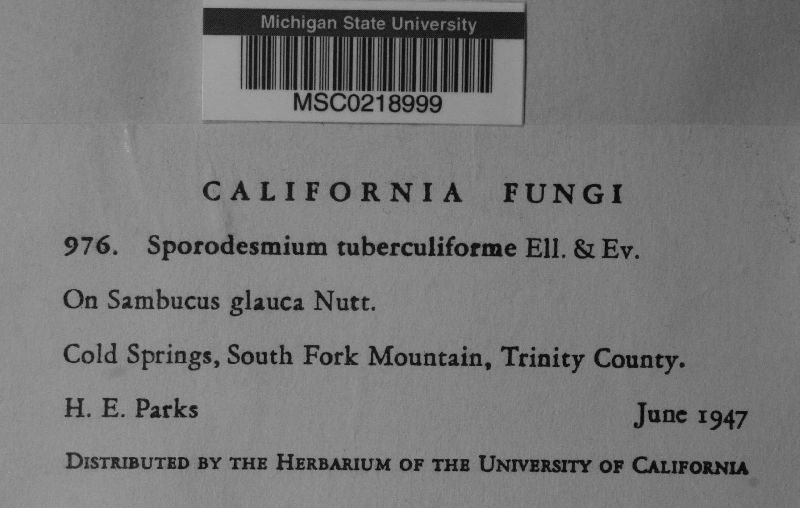 Michigan State University
MSC0218999
CALIFORNIA FUNGI
976. Sporodesmium tuberculiforme Ell. & Ev.
On Sambucus glauca Nutt.
Cold Springs, South Fork Mountain, Trinity County.
H. E. Parks June 1947
DISTRIBUTED BY THE HERBARIUM OF THE UNIVERSITY OF CALIFORNIA